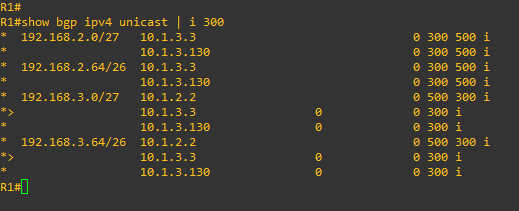 R1#
R1#show bgp ipv4 unicast | i 300
*  192.168.2.0/27   10.1.3.3                               0 300 500 i
*                   10.1.3.130                             0 300 500 i
*  192.168.2.64/26  10.1.3.3                               0 300 500 i
*                   10.1.3.130                             0 300 500 i
*  192.168.3.0/27   10.1.2.2                               0 500 300 i
*>                  10.1.3.3                 0             0 300 i
*                   10.1.3.130               0             0 300 i
*  192.168.3.64/26  10.1.2.2                               0 500 300 i
*>                  10.1.3.3                 0             0 300 i
*                   10.1.3.130               0             0 300 i
R1#